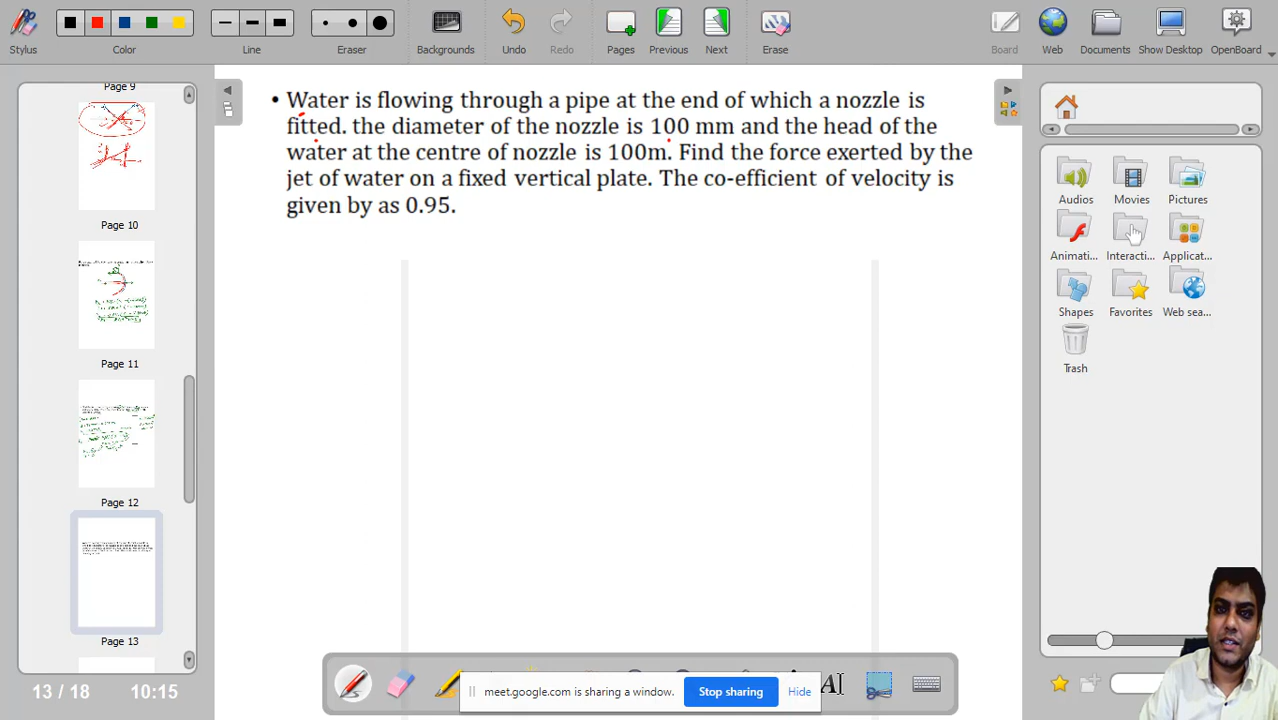 Stylus
Color
Line
Eraser
Backgrounds
Undo
Redo
Pages
Previous
Next
Erase
Board
Web
Documents
Show Desktop
OpenBoard
Page 9
Page 10
Page 11
Page 12
Page 13
13 / 18
10:15
• Water is flowing through a pipe at the end of which a nozzle is
fitted. the diameter of the nozzle is 100 mm and the head of the
water at the centre of nozzle is 100m. Find the force exerted by the
jet of water on a fixed vertical plate. The co-efficient of velocity is
given by as 0.95.
Audios
Movies
Pictures
Animati...
Interacti...
Applicat...
Shapes
Favorites
Web sea...
Trash
meet.google.com is sharing a window.
Stop sharing
Hide